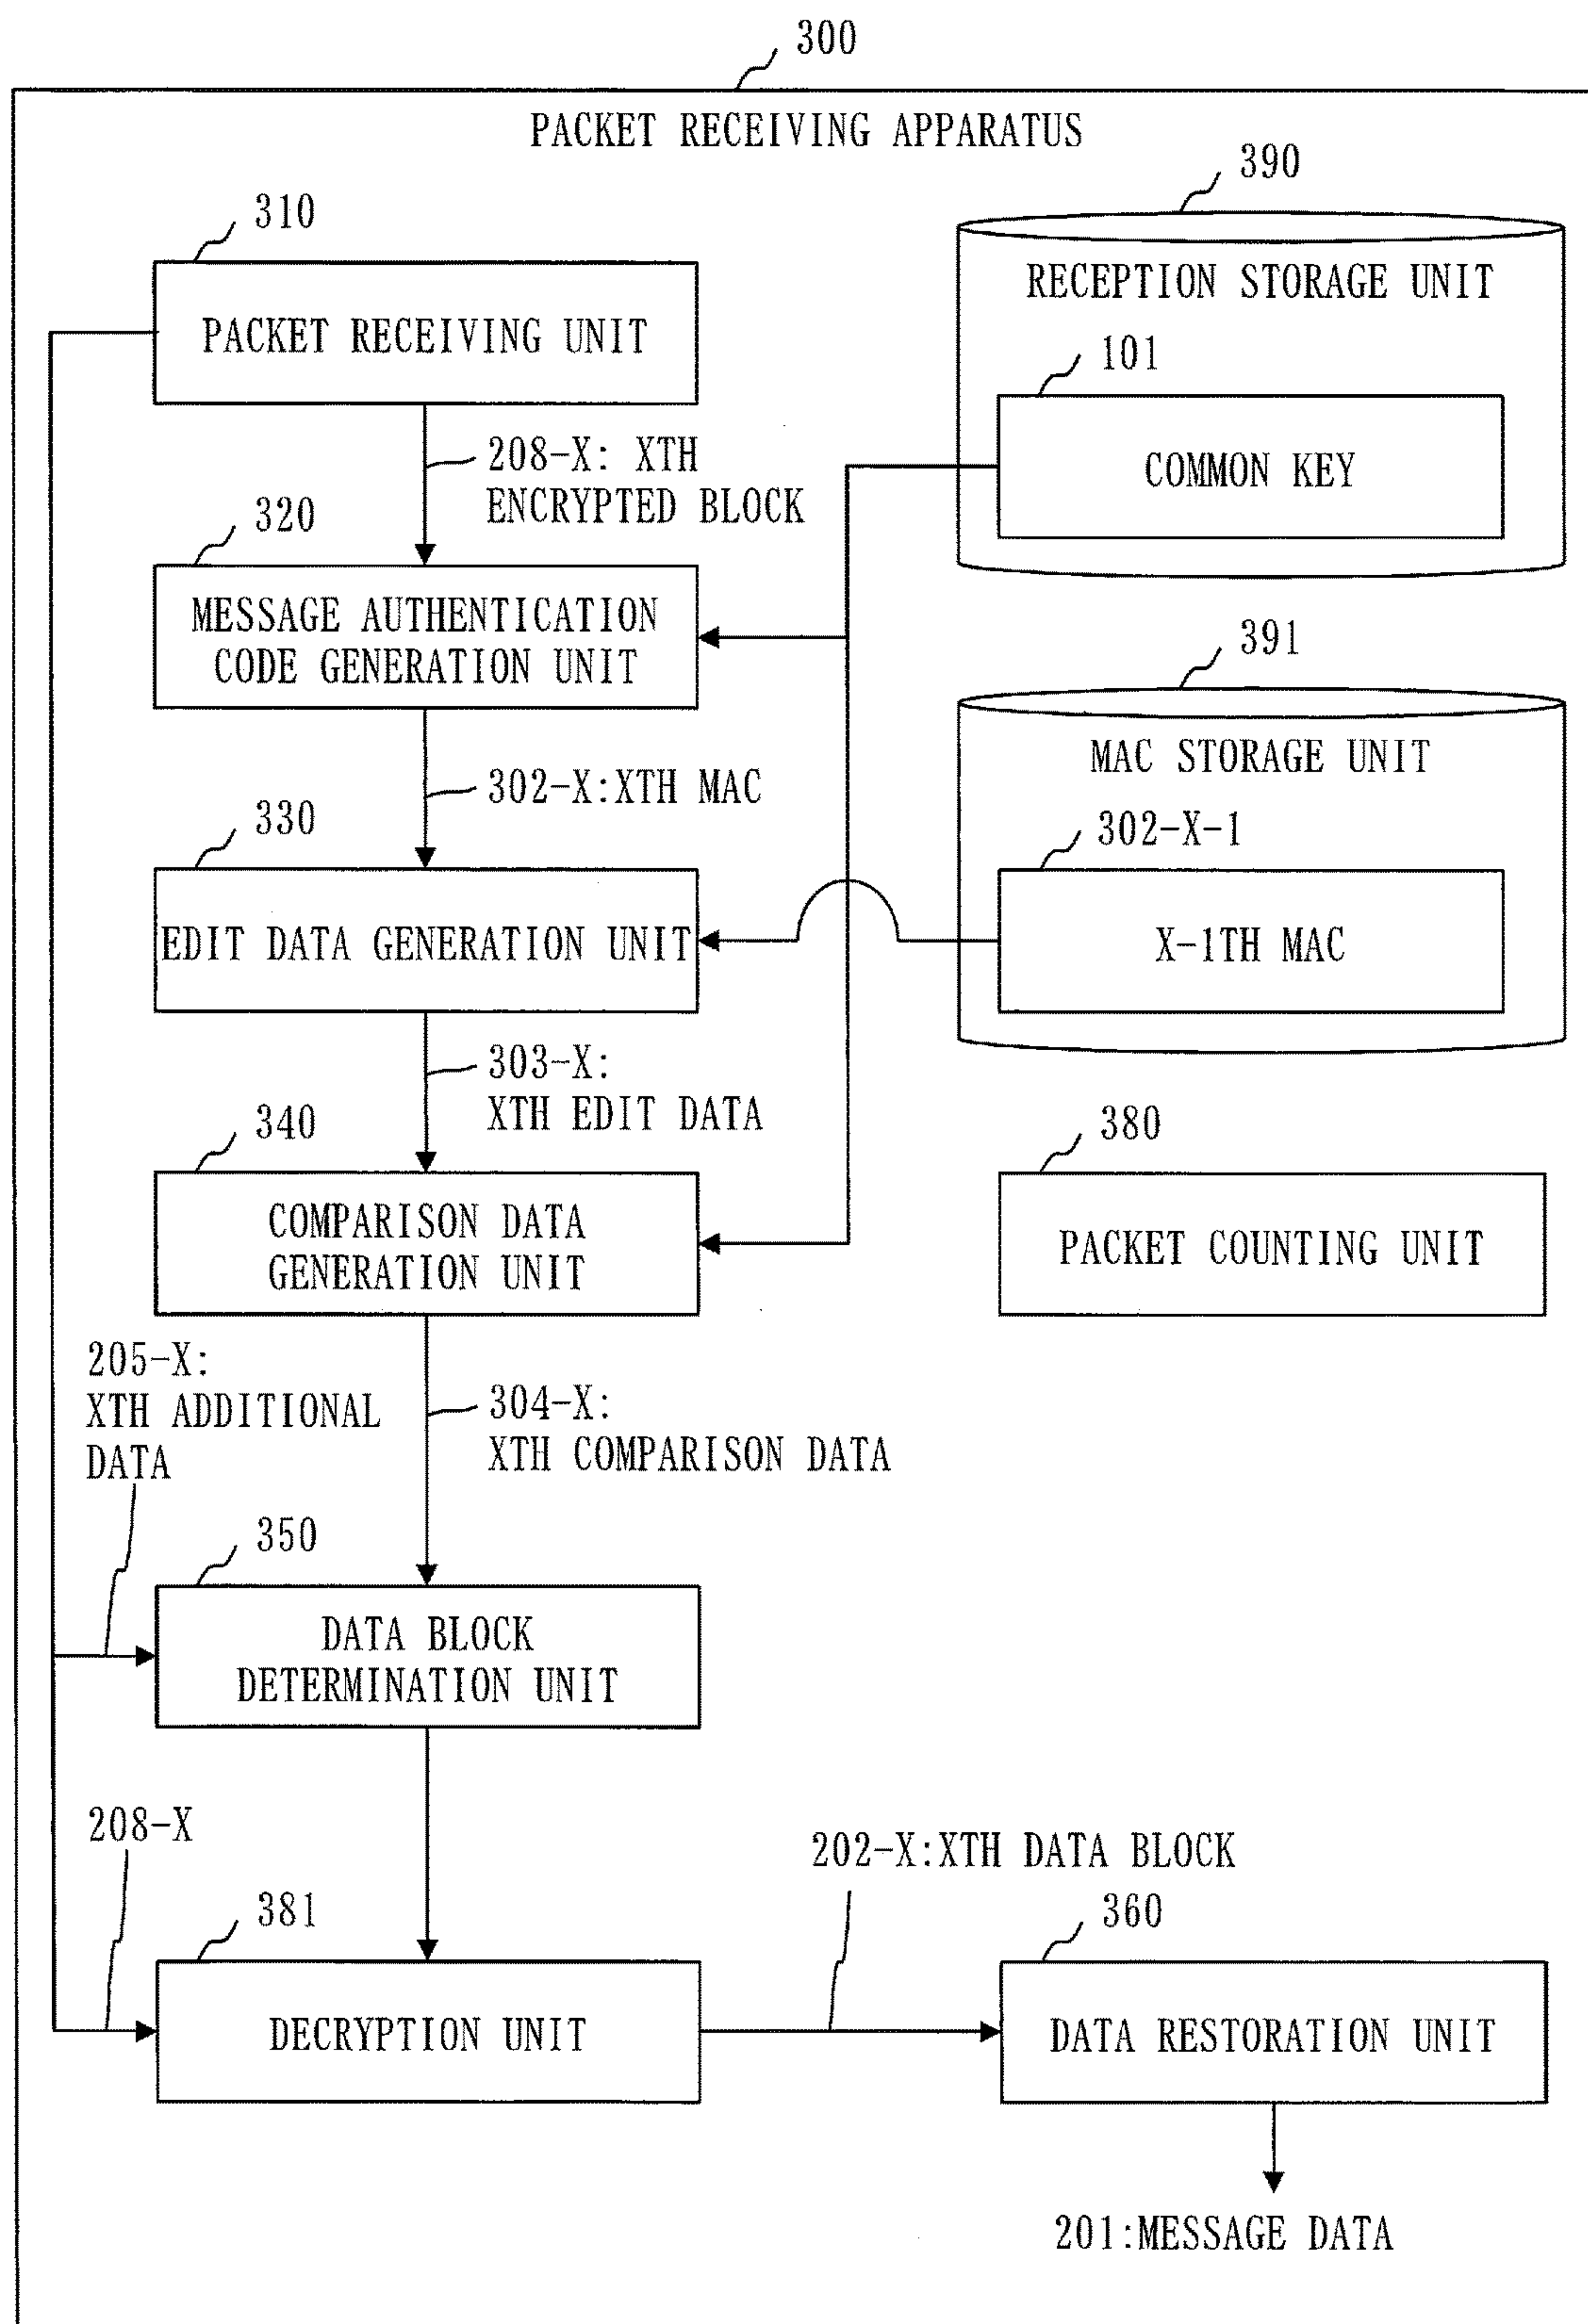 300
PACKET RECEIVING APPARATUS
390
310
RECEPTION STORAGE UNIT
PACKET RECEIVING UNIT
101
COMMON KEY
208-X: XTH
ENCRYPTED BLOCK
320
MESSAGE AUTHENTICATION
CODE GENERATION UNIT
391
MAC STORAGE UNIT
302-X:XTH MAC
330
302-X-1
EDIT DATA GENERATION UNIT
X-1TH MAC
303-X:
XTH EDIT DATA
340
380
COMPARISON DATA
GENERATION UNIT
PACKET COUNTING UNIT
205-X:
XTH ADDITIONAL
DATA
304-X:
XTH COMPARISON DATA
350
DATA BLOCK
DETERMINATION UNIT
208-X
202-X:XTH DATA BLOCK
381
360
DECRYPTION UNIT
DATA RESTORATION UNIT
201:MESSAGE DATA